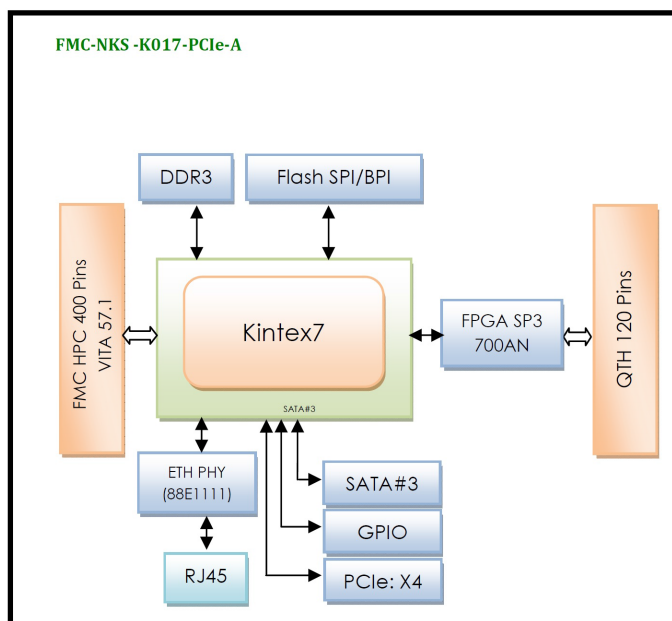 FMC-NKS -K017-PCIe-A
DDR3
Flash SPI/BPI
FMC HPC 400 Pins
VITA 57.1
Kintex7
SATA#3
FPGA SP3
700AN
QTH 120 Pins
ETH PHY
(88E1111)
RJ45
SATA#3
GPIO
PCIe: X4